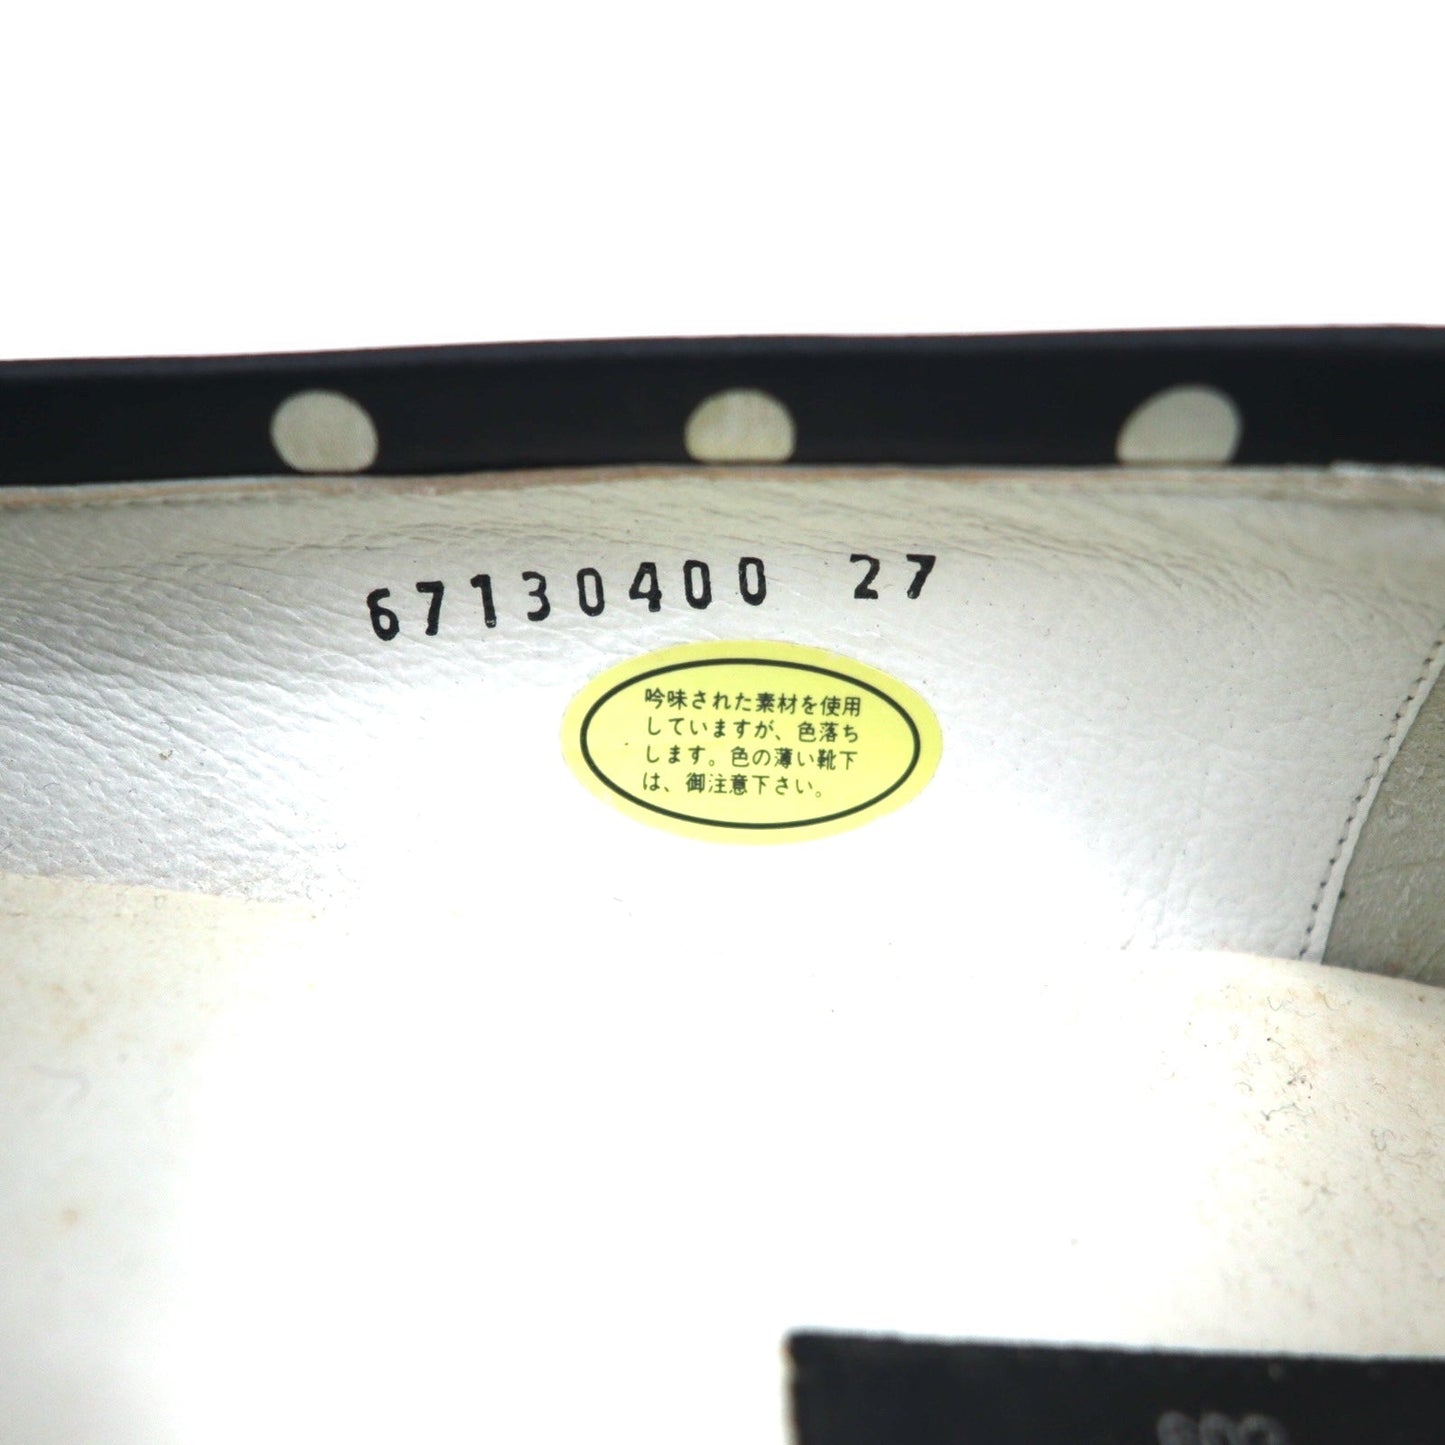 67130400 27
吟味された素材を使用
していますが、色落ち
します。色の薄い靴下
は、御注意下さい。